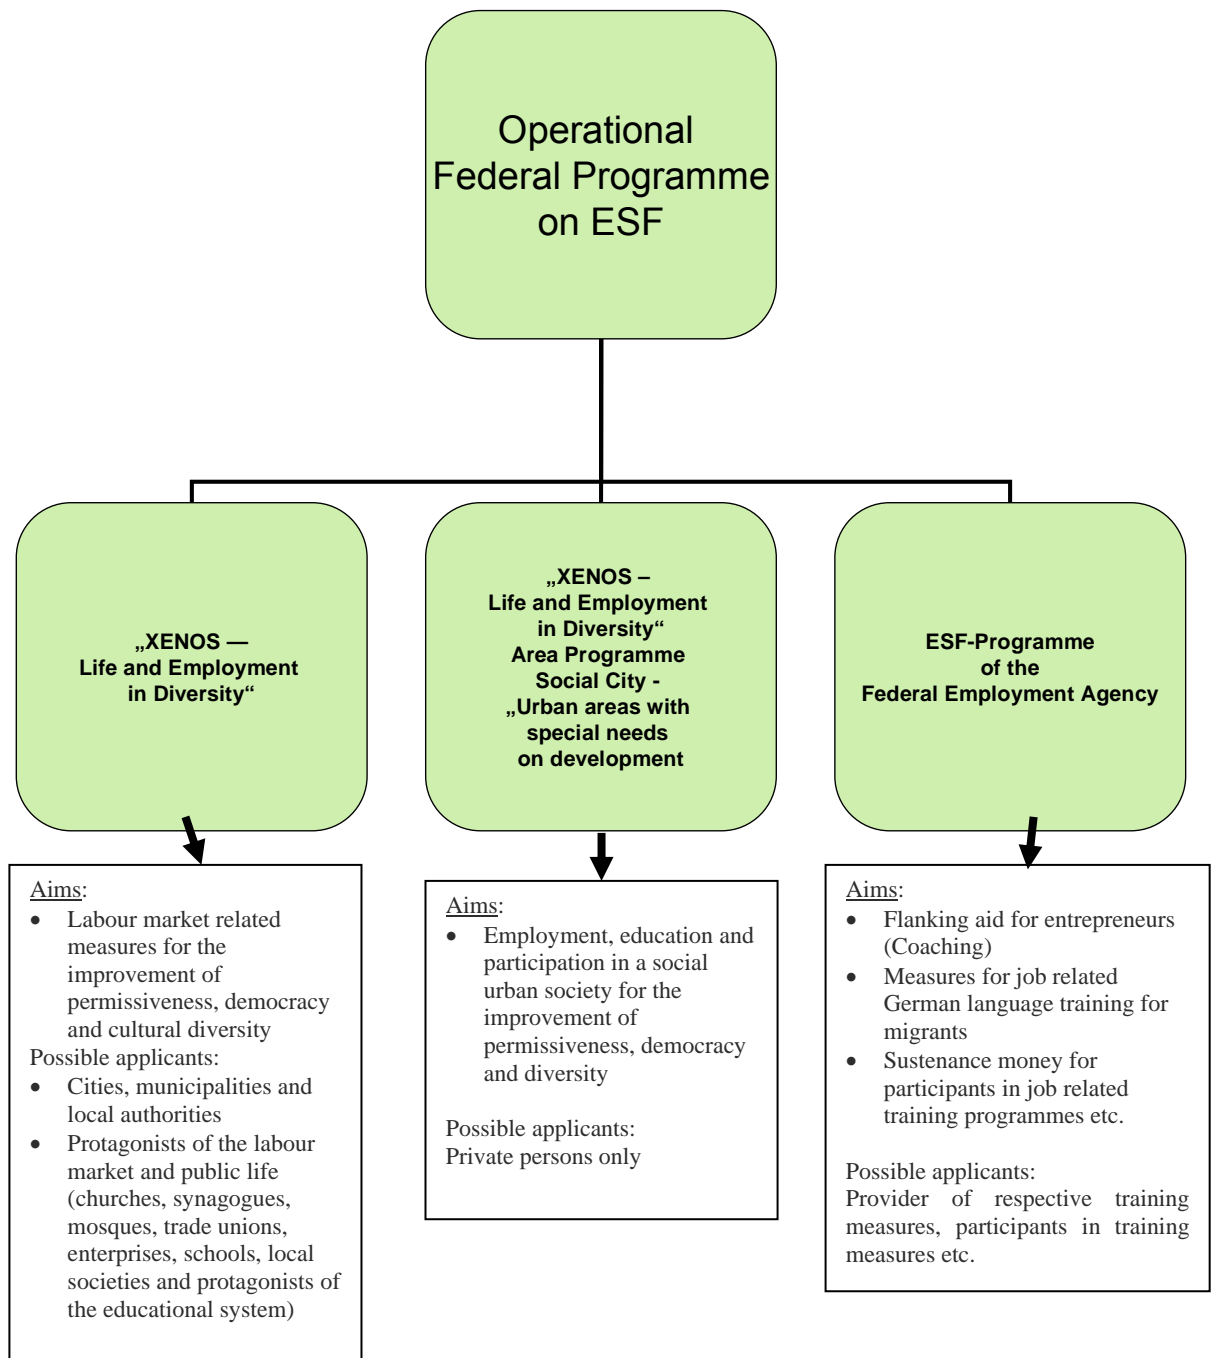 Operational
Federal Programme
on ESF
„XENOS —
Life and Employment
in Diversity“
„XENOS –
Life and Employment
in Diversity“
Area Programme
Social City -
„Urban areas with
special needs
on development
ESF-Programme
of the
Federal Employment Agency
Aims:
• Labour market related
measures for the
improvement of
permissiveness, democracy
and cultural diversity
Possible applicants:
• Cities, municipalities and
local authorities
• Protagonists of the labour
market and public life
(churches, synagogues,
mosques, trade unions,
enterprises, schools, local
societies and protagonists of
the educational system)
Aims:
• Employment, education and
participation in a social
urban society for the
improvement of
permissiveness, democracy
and diversity
Possible applicants:
Private persons only
Aims:
• Flanking aid for entrepreneurs
(Coaching)
• Measures for job related
German language training for
migrants
• Sustenance money for
participants in job related
training programmes etc.
Possible applicants:
Provider of respective training
measures, participants in training
measures etc.